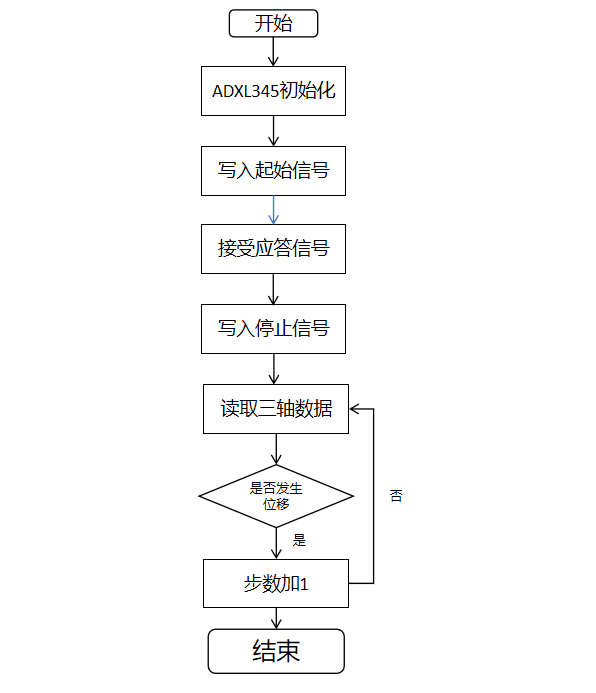 开始
ADXL345初始化
写入起始信号
接受应答信号
写入停止信号
读取三轴数据
是否发生
位移
否
是
步数加1
结束